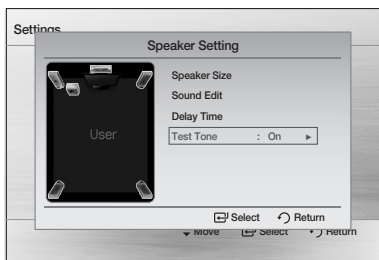 Settings
Speaker Setting
Speaker Size
Sound Edit
Delay Time
Test Tone : On ►
User
Select Return
Move Select Return